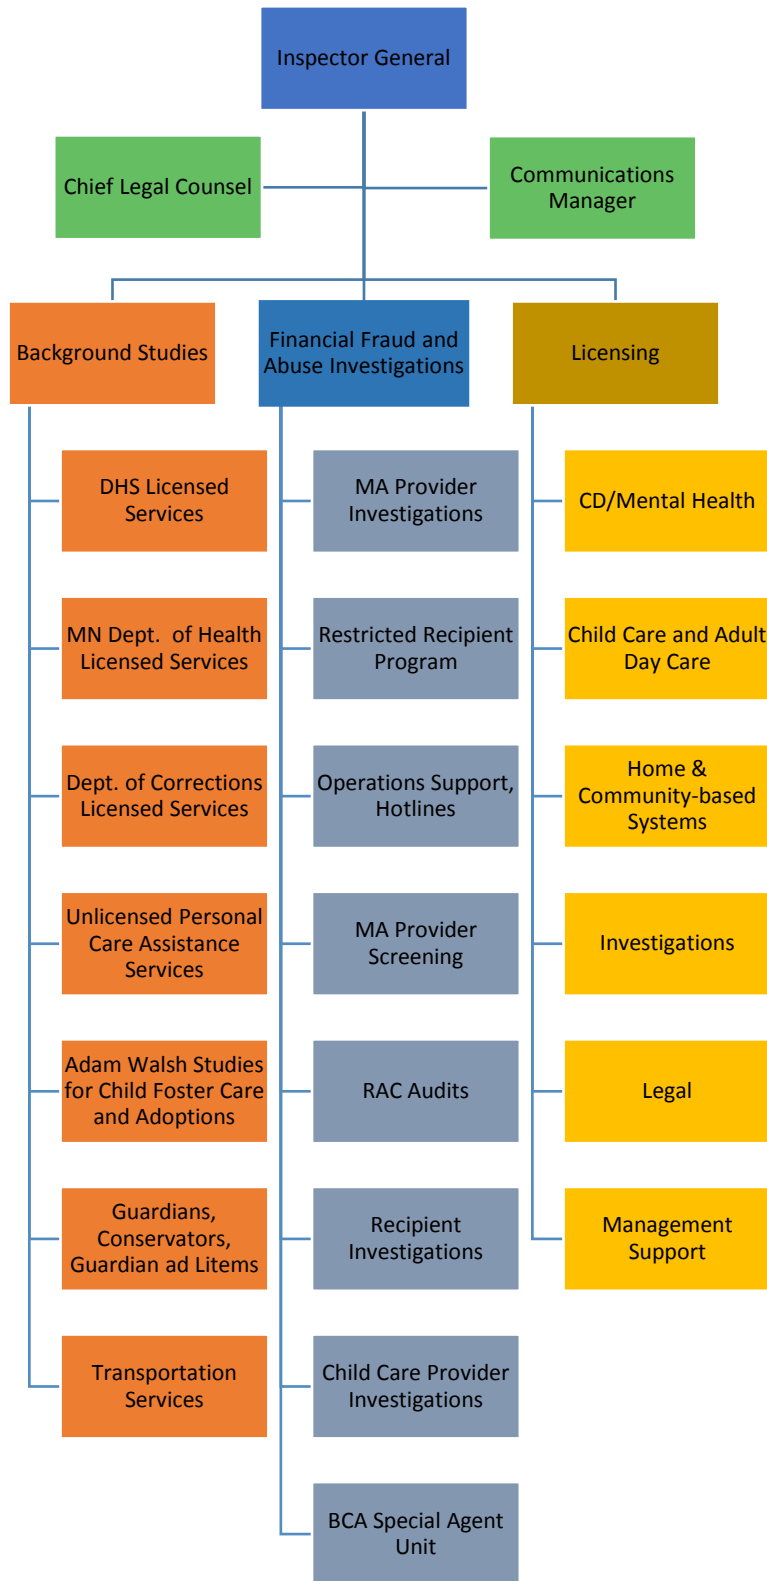 Inspector General
Chief Legal Counsel
Communications
Manager
Background Studies
Financial Fraud and
Abuse Investigations
Licensing
DHS Licensed
Services
MN Dept.  of Health
Licensed Services
Dept. of Corrections
Licensed Services
Unlicensed Personal
Care Assistance
Services
Adam Walsh Studies
for Child Foster Care
and Adoptions
Guardians,
Conservators,
Guardian ad Litems
Transportation
Services
MA Provider
Investigations
Restricted Recipient
Program
Operations Support,
Hotlines
MA Provider
Screening
RAC Audits
Recipient
Investigations
Child Care Provider
Investigations
BCA Special Agent
Unit
CD/Mental Health
Child Care and Adult
Day Care
Home &
Community-based
Systems
Investigations
Legal
Management
Support